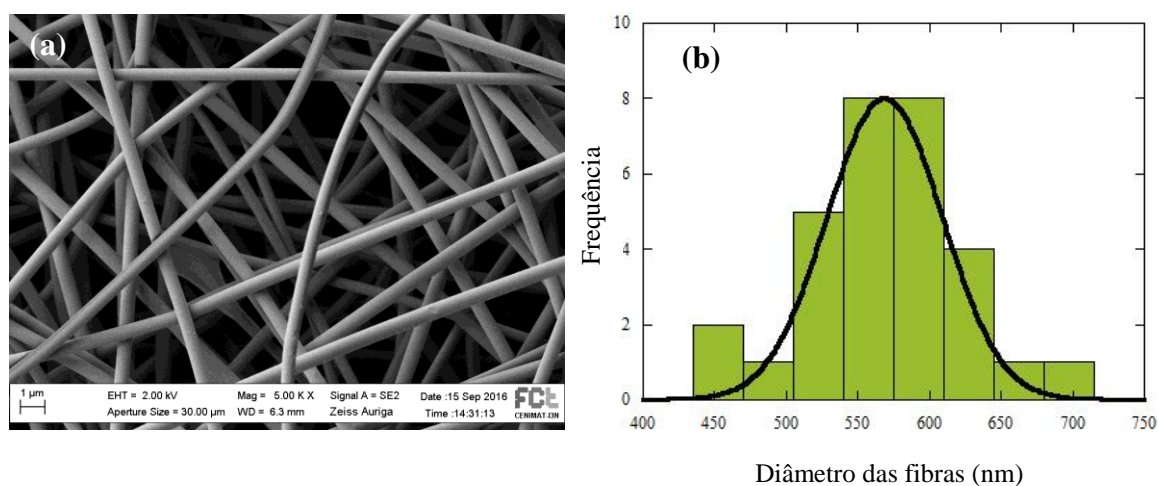 (a)
1 µm
EHT = 2.00 kV Mag = 5.00 K X Signal A = SE2 Date :15 Sep 2016
Aperture Size = 30.00 µm WD = 6.3 mm Zeiss Auriga Time :14:31:13
FCt
CENIMAT-DN
(b)
10
8
6
4
2
0
Frequência
400 450 500 550 600 650 700 750
Diâmetro das fibras (nm)